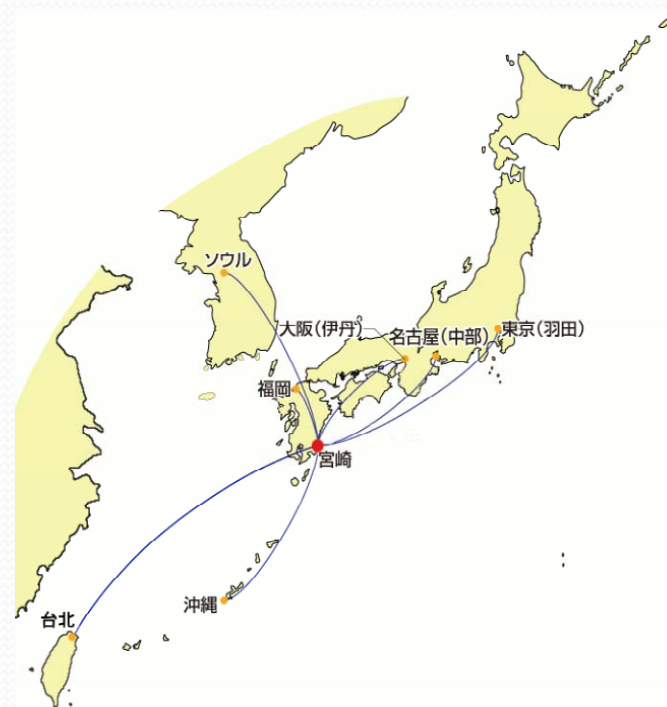 ソウル
大阪（伊丹）
名古屋（中部）
東京（羽田）
福岡
宮崎
沖縄
台北